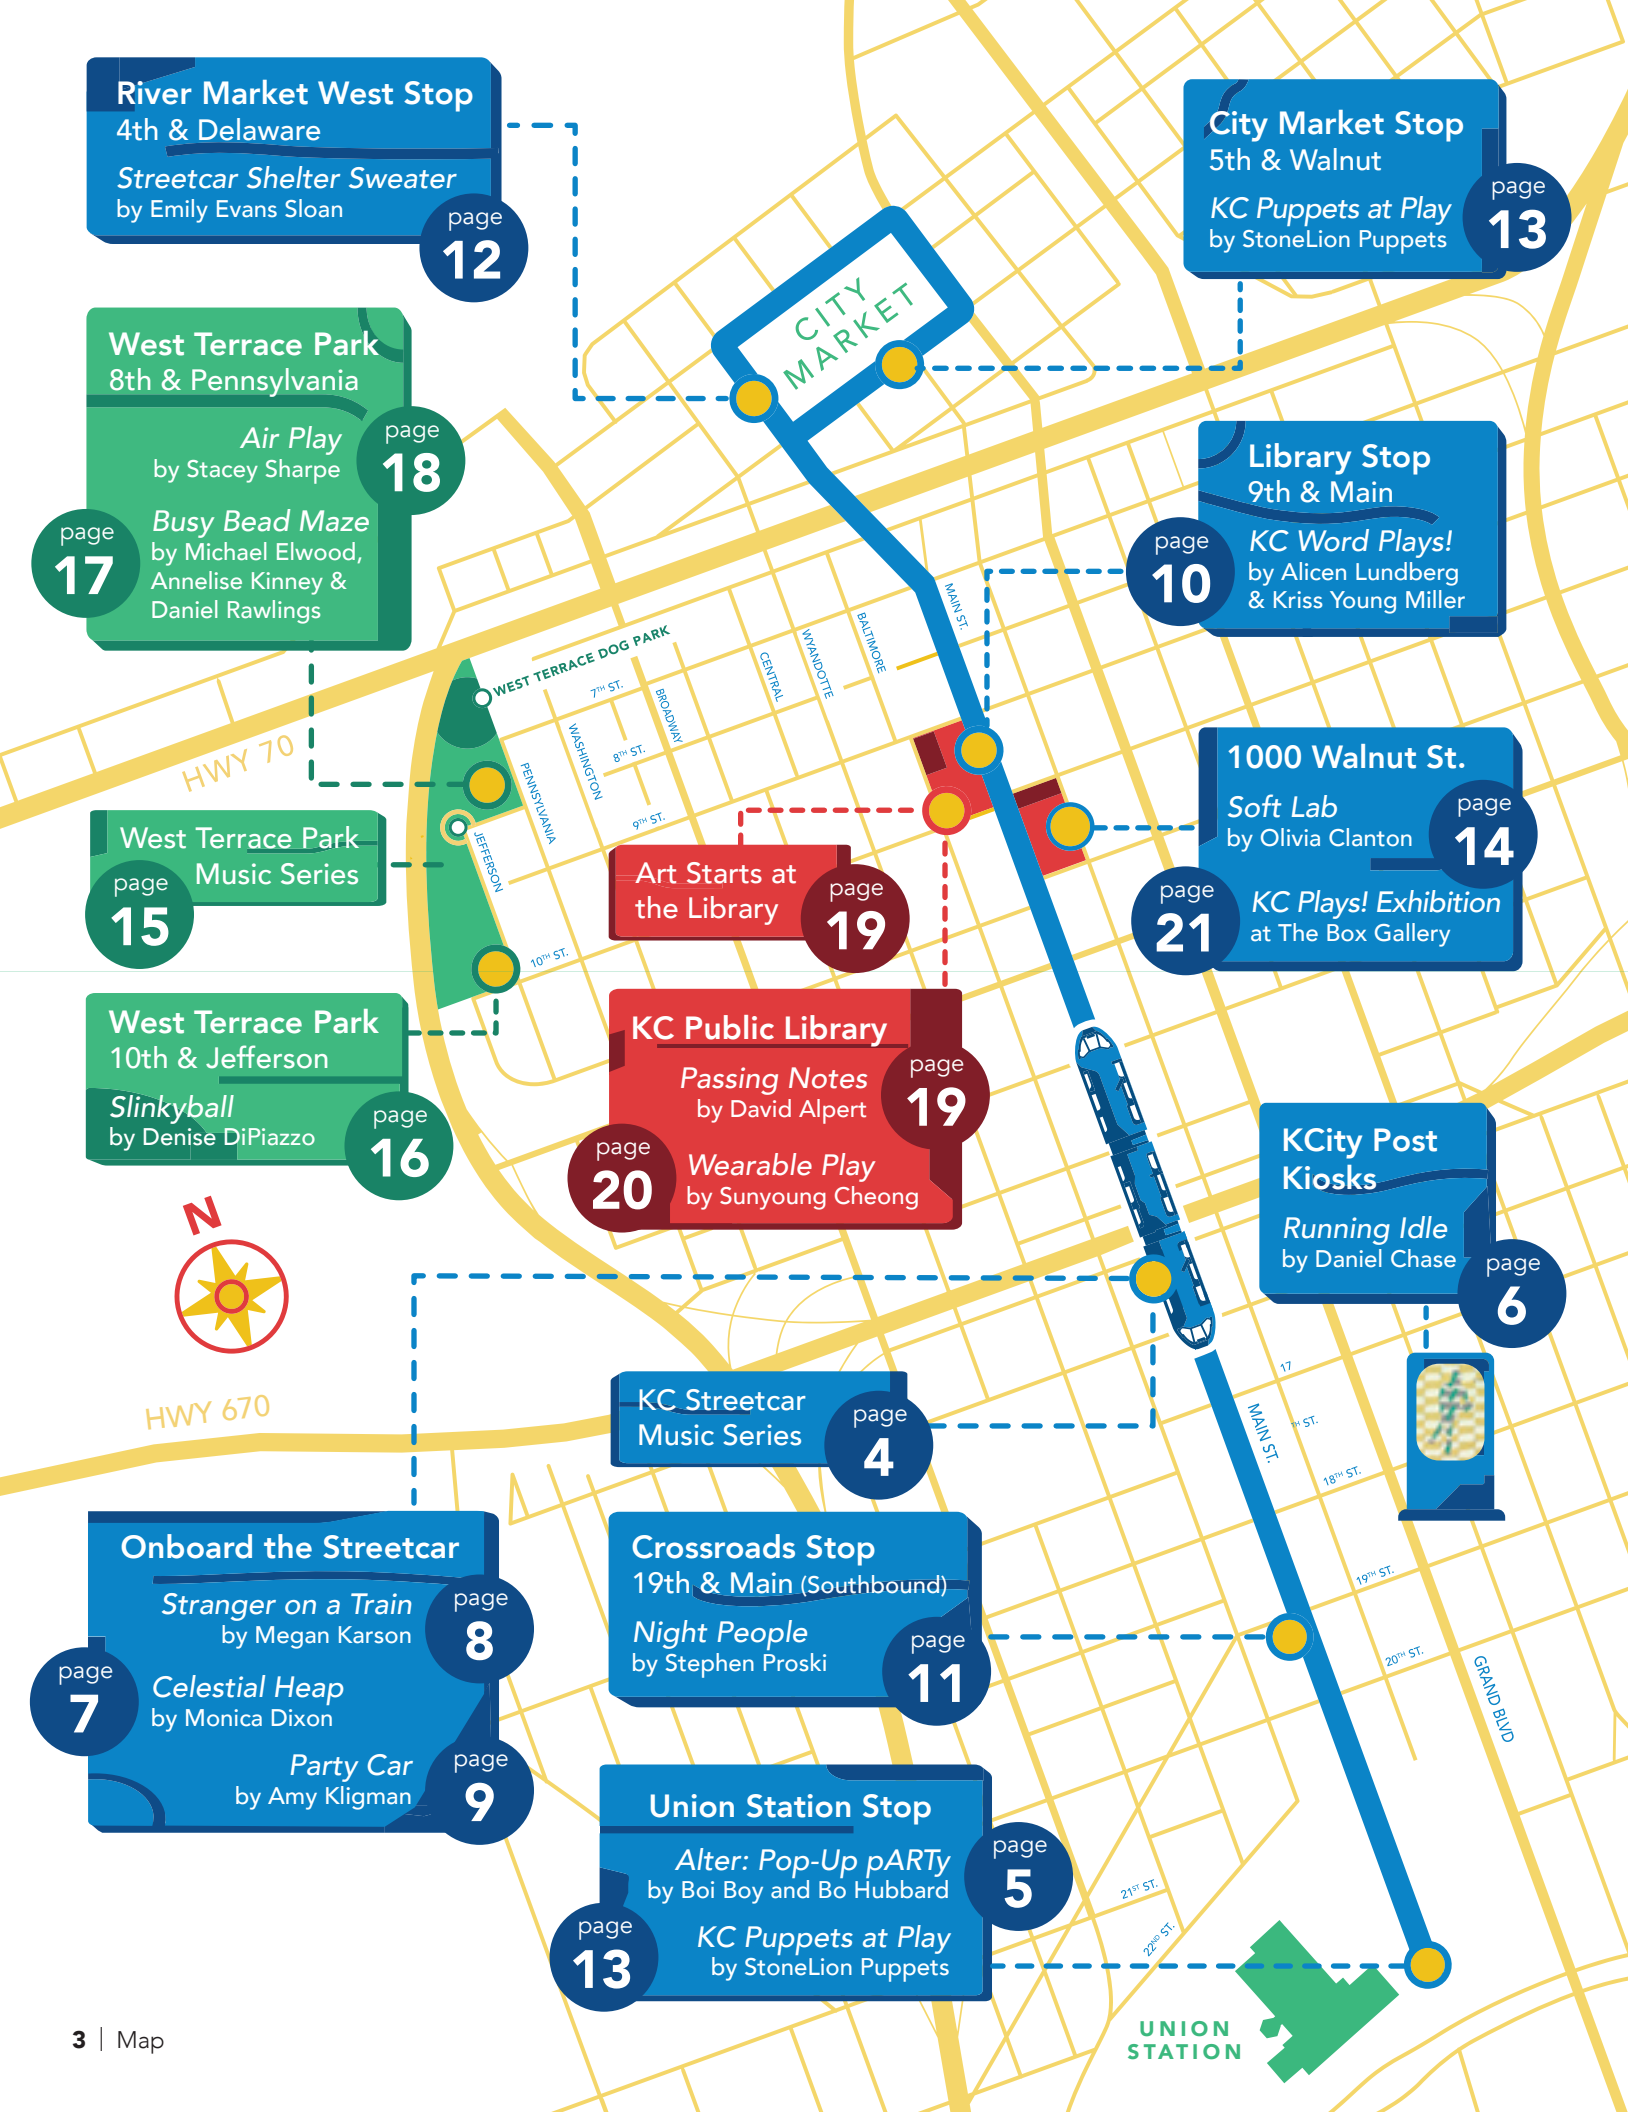 River Market West Stop
4th & Delaware
Streetcar Shelter Sweater
by Emily Evans Sloan
page
12
City Market Stop
5th & Walnut
KC Puppets at Play
by StoneLion Puppets
page
13
CITY
MARKET
West Terrace Park
8th & Pennsylvania
Air Play
by Stacey Sharpe
page
18
Busy Bead Maze
by Michael Elwood,
Annelise Kinney &
Daniel Rawlings
page
17
Library Stop
9th & Main
KC Word Plays!
by Alicen Lundberg
& Kriss Young Miller
page
10
MAIN ST.
BALTIMORE
WYANDOTTE
CENTRAL
BROADWAY
WASHINGTON
PENNSYLVANIA
JEFFERSON
WEST TERRACE DOG PARK
7TH ST.
8TH ST.
9TH ST.
10TH ST.
HWY 70
West Terrace Park
Music Series
page
15
Art Starts at
the Library
page
19
1000 Walnut St.
Soft Lab
by Olivia Clanton
page
14
KC Plays! Exhibition
at The Box Gallery
page
21
West Terrace Park
10th & Jefferson
Slinkyball
by Denise DiPiazzo
page
16
KC Public Library
Passing Notes
by David Alpert
page
19
Wearable Play
by Sunyoung Cheong
page
20
KCity Post
Kiosks
Running Idle
by Daniel Chase
page
6
N
HWY 670
KC Streetcar
Music Series
page
4
17
TH ST.
MAIN ST.
18TH ST.
19TH ST.
20TH ST.
GRAND BLVD
21ST ST.
22ND ST.
Onboard the Streetcar
Stranger on a Train
by Megan Karson
page
8
Celestial Heap
by Monica Dixon
page
7
Party Car
by Amy Kligman
page
9
Crossroads Stop
19th & Main (Southbound)
Night People
by Stephen Proski
page
11
Union Station Stop
Alter: Pop-Up pARTy
by Boi Boy and Bo Hubbard
page
5
KC Puppets at Play
by StoneLion Puppets
page
13
UNION
STATION
3 | Map